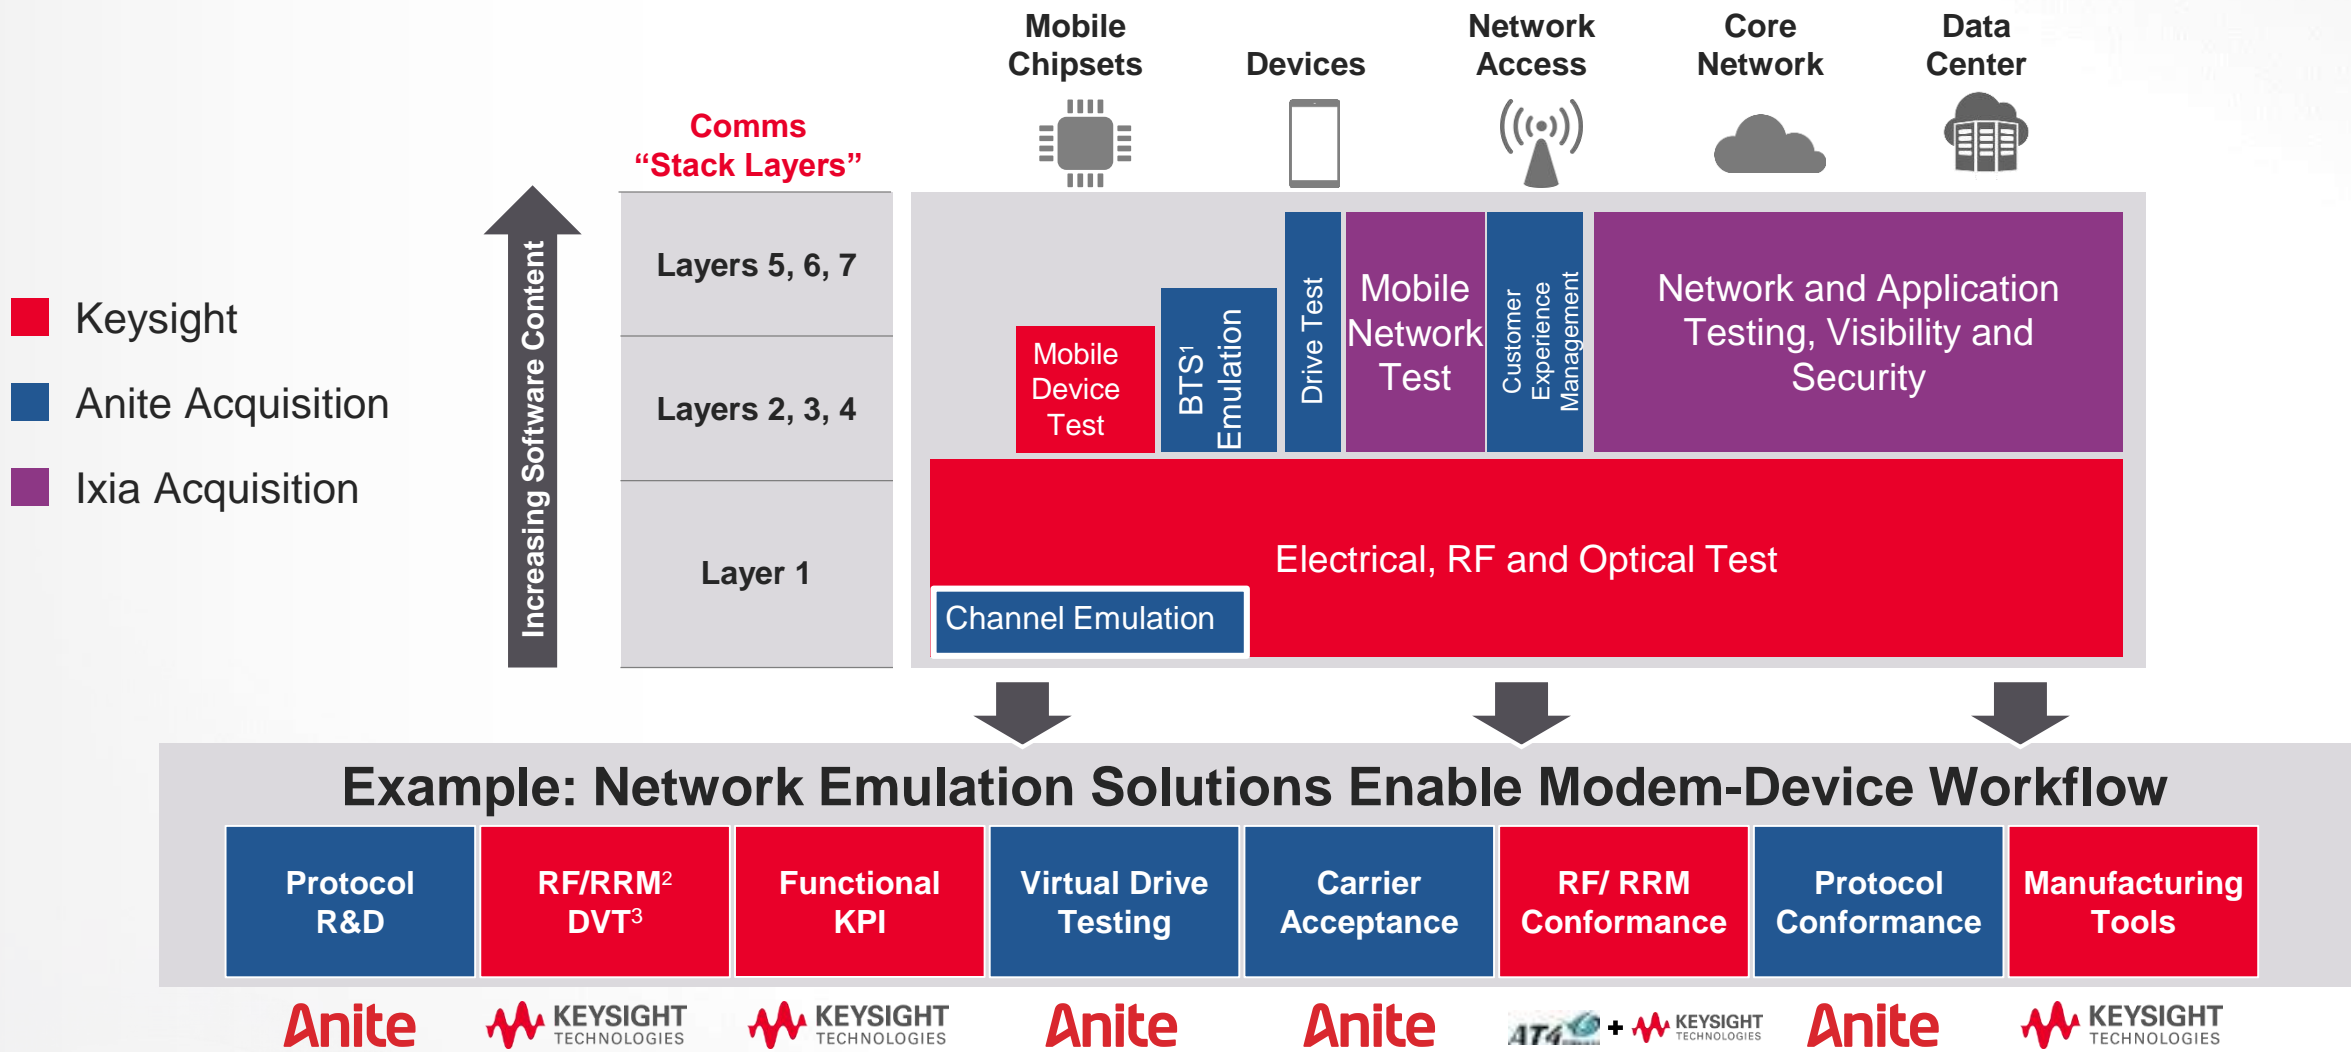 Mobile
Chipsets
Devices
Network
Access
Core
Network
Data
Center
Comms
“Stack Layers”
Increasing Software Content
Layers 5, 6, 7
Layers 2, 3, 4
Layer 1
Keysight
Anite Acquisition
Ixia Acquisition
Mobile
Device
Test
BTS¹
Emulation
Drive Test
Mobile
Network
Test
Customer
Experience
Management
Network and Application
Testing, Visibility and
Security
Electrical, RF and Optical Test
Channel Emulation
Example: Network Emulation Solutions Enable Modem-Device Workflow
Protocol
R&D
RF/RRM²
DVT³
Functional
KPI
Virtual Drive
Testing
Carrier
Acceptance
RF/ RRM
Conformance
Protocol
Conformance
Manufacturing
Tools
Anite
KEYSIGHT
TECHNOLOGIES
KEYSIGHT
TECHNOLOGIES
Anite
Anite
AT4
+
KEYSIGHT
TECHNOLOGIES
Anite
KEYSIGHT
TECHNOLOGIES